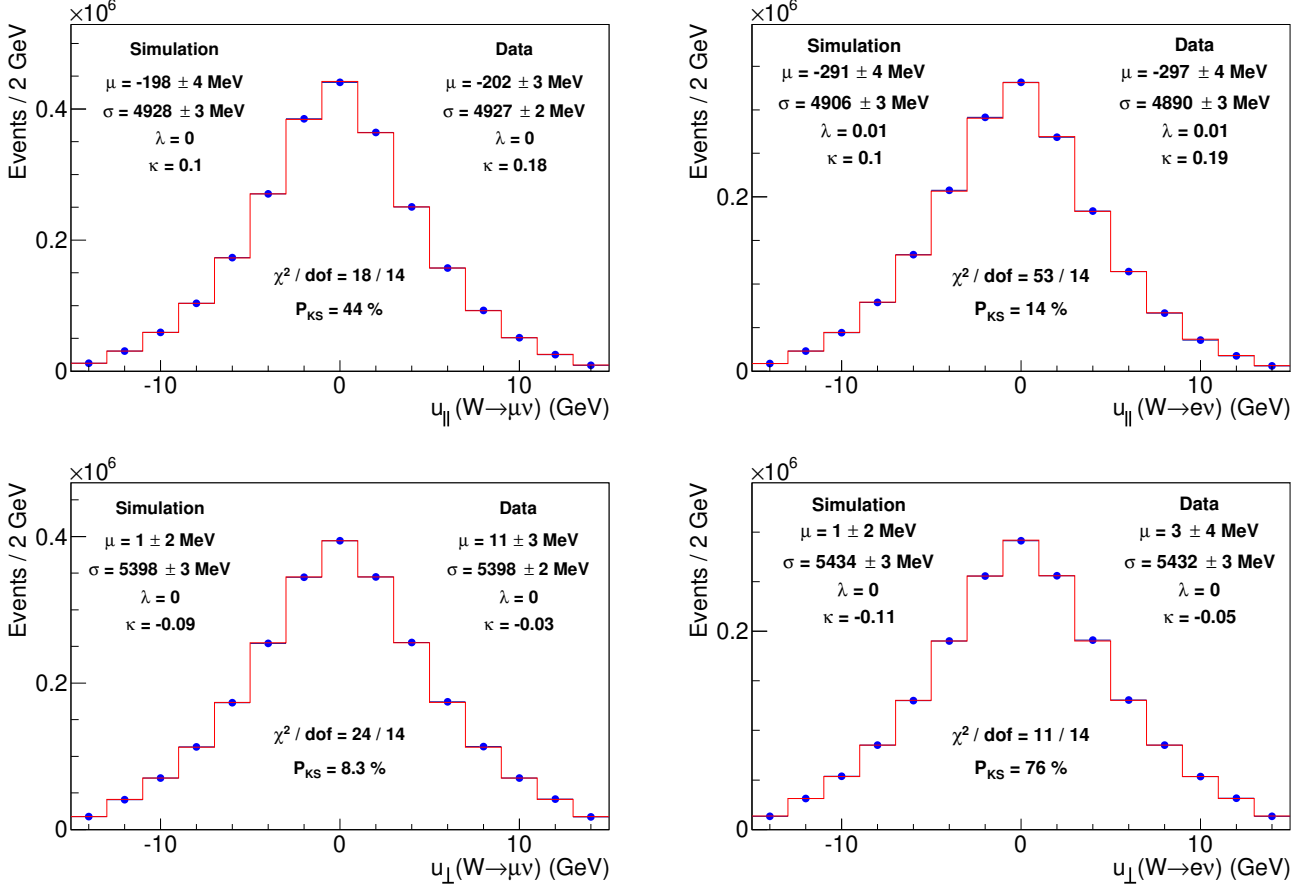 ×10⁶
Events / 2 GeV
Simulation
μ = -198 ± 4 MeV
σ = 4928 ± 3 MeV
λ = 0
κ = 0.1
Data
μ = -202 ± 3 MeV
σ = 4927 ± 2 MeV
λ = 0
κ = 0.18
χ² / dof = 18 / 14
P_KS = 44 %
0.4
0.2
0
-10 0 10
u_∥(W→μν) (GeV)
×10⁶
Events / 2 GeV
Simulation
μ = -291 ± 4 MeV
σ = 4906 ± 3 MeV
λ = 0.01
κ = 0.1
Data
μ = -297 ± 4 MeV
σ = 4890 ± 3 MeV
λ = 0.01
κ = 0.19
χ² / dof = 53 / 14
P_KS = 14 %
0.2
0
-10 0 10
u_∥(W→eν) (GeV)
×10⁶
Events / 2 GeV
Simulation
μ = 1 ± 2 MeV
σ = 5398 ± 3 MeV
λ = 0
κ = -0.09
Data
μ = 11 ± 3 MeV
σ = 5398 ± 2 MeV
λ = 0
κ = -0.03
χ² / dof = 24 / 14
P_KS = 8.3 %
0.4
0.2
0
-10 0 10
u_⊥(W→μν) (GeV)
×10⁶
Events / 2 GeV
Simulation
μ = 1 ± 2 MeV
σ = 5434 ± 3 MeV
λ = 0
κ = -0.11
Data
μ = 3 ± 4 MeV
σ = 5432 ± 3 MeV
λ = 0
κ = -0.05
χ² / dof = 11 / 14
P_KS = 76 %
0.2
0
-10 0 10
u_⊥(W→eν) (GeV)